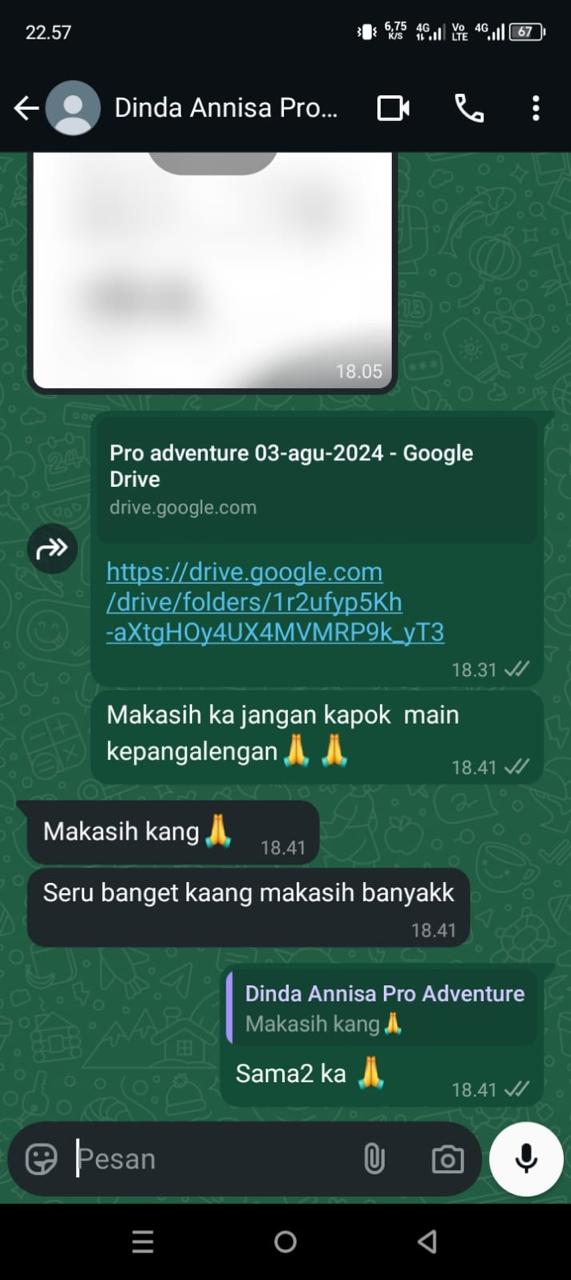 22.57
6,75 K/S 4G Vo LTE 4G 67
Dinda Annisa Pro...
18.05
Pro adventure 03-agu-2024 - Google
Drive
drive.google.com
https://drive.google.com
/drive/folders/1r2ufyp5Kh
-aXtgHOy4UX4MVMRP9k_yT3
18.31
Makasih ka jangan kapok  main
kepangalengan🙏 🙏
18.41
Makasih kang🙏
18.41
Seru banget kaang makasih banyakk
18.41
Dinda Annisa Pro Adventure
Makasih kang🙏
Sama2 ka 🙏
18.41
Pesan